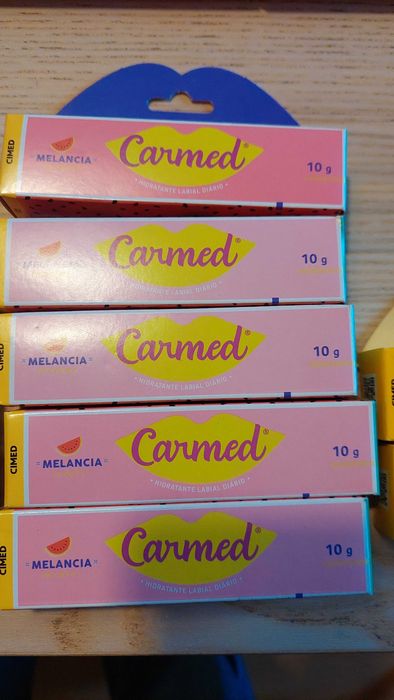 CIMED
MELANCIA
Carmed®
• HIDRATANTE LABIAL DIÁRIO •
10 g
MELANCIA
Carmed®
HIDRATANTE LABIAL DIÁRIO •
10 g
CIMED
= MELANCIA =
Carmed®
• HIDRATANTE LABIAL DIÁRIO •
10 g
CIMED
= MELANCIA =
Carmed®
• HIDRATANTE LABIAL DIÁRIO •
10 g
CIMED
= MELANCIA =
Carmed®
• HIDRATANTE LABIAL DIÁRIO •
10 g